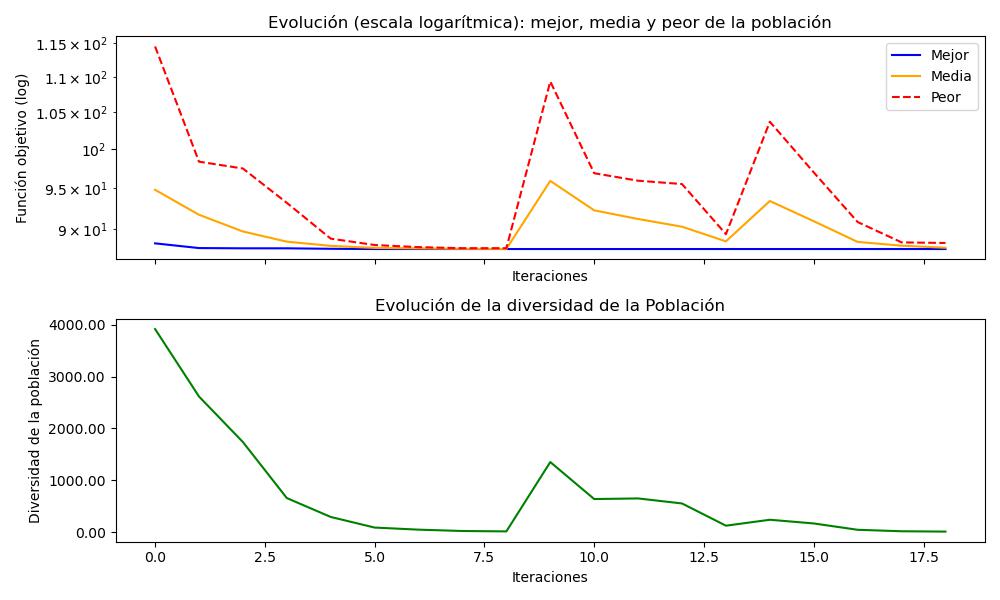 Evolución (escala logarítmica): mejor, media y peor de la población
Función objetivo (log)
1.15 × 10²
1.1 × 10²
1.05 × 10²
10²
9.5 × 10¹
9 × 10¹
Mejor
Media
Peor
Iteraciones
Evolución de la diversidad de la Población
Diversidad de la población
4000.00
3000.00
2000.00
1000.00
0.00
0.0 2.5 5.0 7.5 10.0 12.5 15.0 17.5
Iteraciones